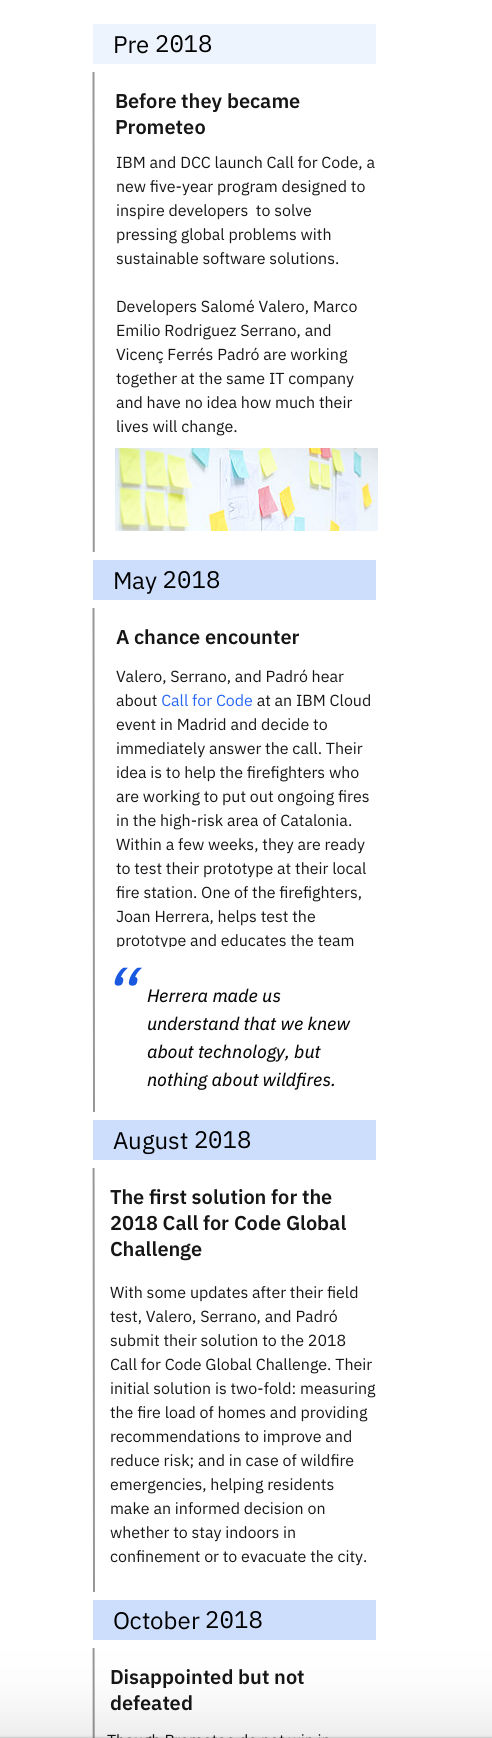 Pre 2018
Before they became
Prometeo
IBM and DCC launch Call for Code, a
new five-year program designed to
inspire developers  to solve
pressing global problems with
sustainable software solutions.
Developers Salomé Valero, Marco
Emilio Rodriguez Serrano, and
Vicenç Ferrés Padró are working
together at the same IT company
and have no idea how much their
lives will change.
May 2018
A chance encounter
Valero, Serrano, and Padró hear
about Call for Code at an IBM Cloud
event in Madrid and decide to
immediately answer the call. Their
idea is to help the firefighters who
are working to put out ongoing fires
in the high-risk area of Catalonia.
Within a few weeks, they are ready
to test their prototype at their local
fire station. One of the firefighters,
Joan Herrera, helps test the
prototype and educates the team
“
Herrera made us
understand that we knew
about technology, but
nothing about wildfires.
August 2018
The first solution for the
2018 Call for Code Global
Challenge
With some updates after their field
test, Valero, Serrano, and Padró
submit their solution to the 2018
Call for Code Global Challenge. Their
initial solution is two-fold: measuring
the fire load of homes and providing
recommendations to improve and
reduce risk; and in case of wildfire
emergencies, helping residents
make an informed decision on
whether to stay indoors in
confinement or to evacuate the city.
October 2018
Disappointed but not
defeated